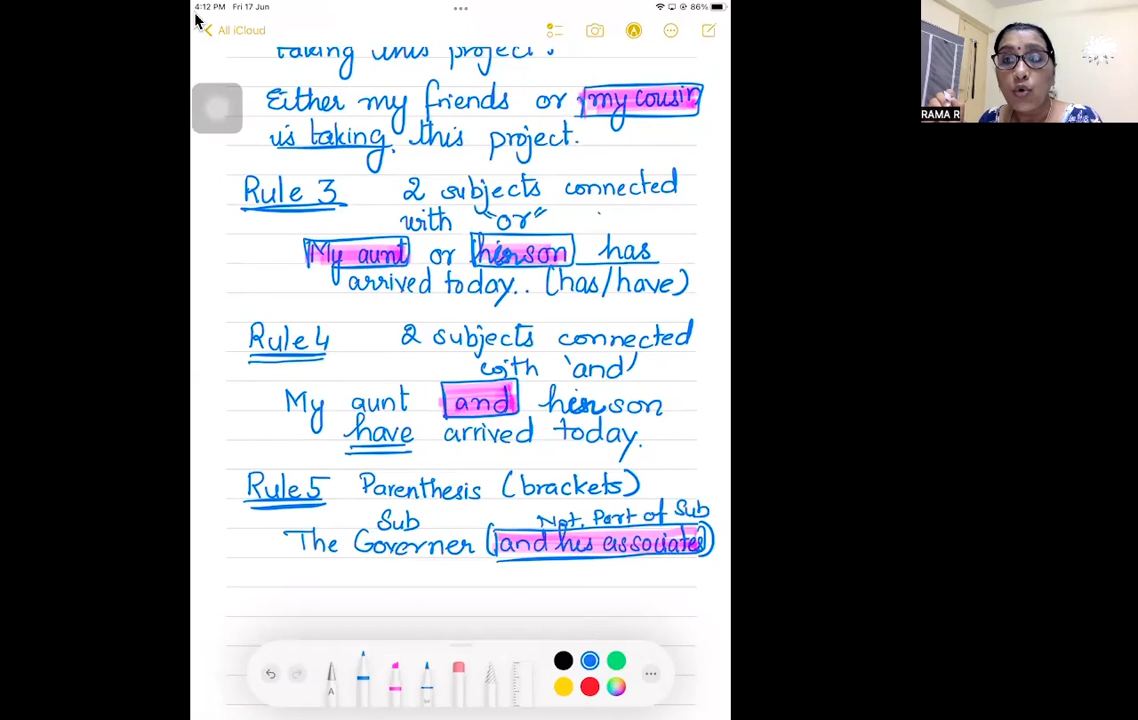 4:12 PM Fri 17 Jun
86%
All iCloud
taking this project.
Either my friends or my cousin
is taking this project.
Rule 3 2 subjects connected
with "or"
My aunt or son has
arrived today.. (has/have)
Rule 4 2 subjects connected
with 'and'
My aunt and son
have arrived today.
Rule 5 Parenthesis (brackets)
Sub Not Part of Sub
The Governer (and his associates)
RAMA R
A